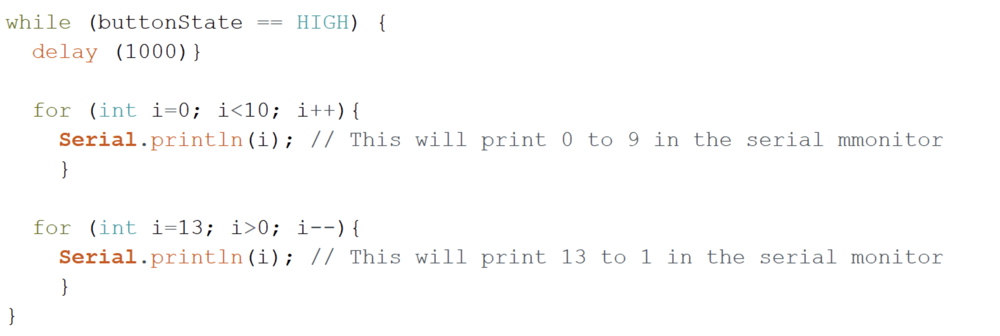 while (buttonState == HIGH) {
delay (1000)}
for (int i=0; i<10; i++){
Serial.println(i); // This will print 0 to 9 in the serial mmonitor
}
for (int i=13; i>0; i--){
Serial.println(i); // This will print 13 to 1 in the serial monitor
}
}